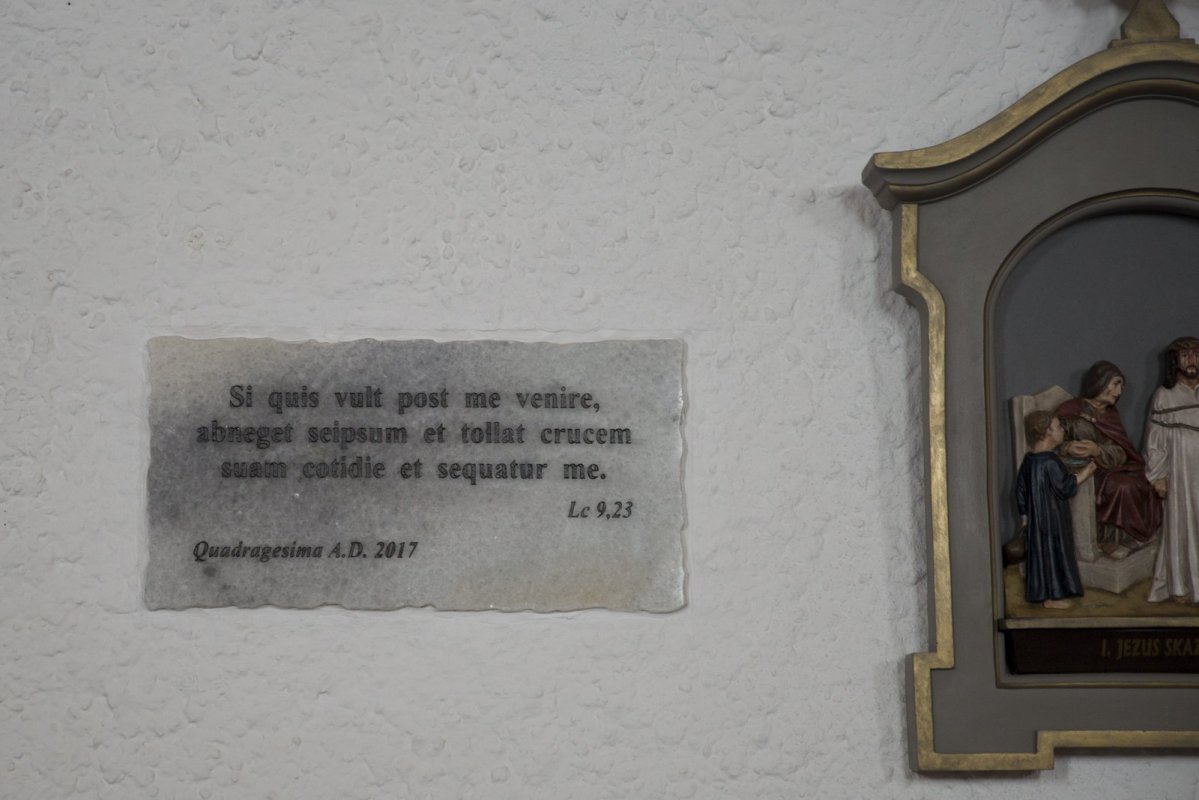 Si quis vult post me venire,
abneget seipsum et tollat crucem
suam cotidie et sequatur me.
Lc 9,23
Quadragesima A.D. 2017
I. JEZUS SKAZ